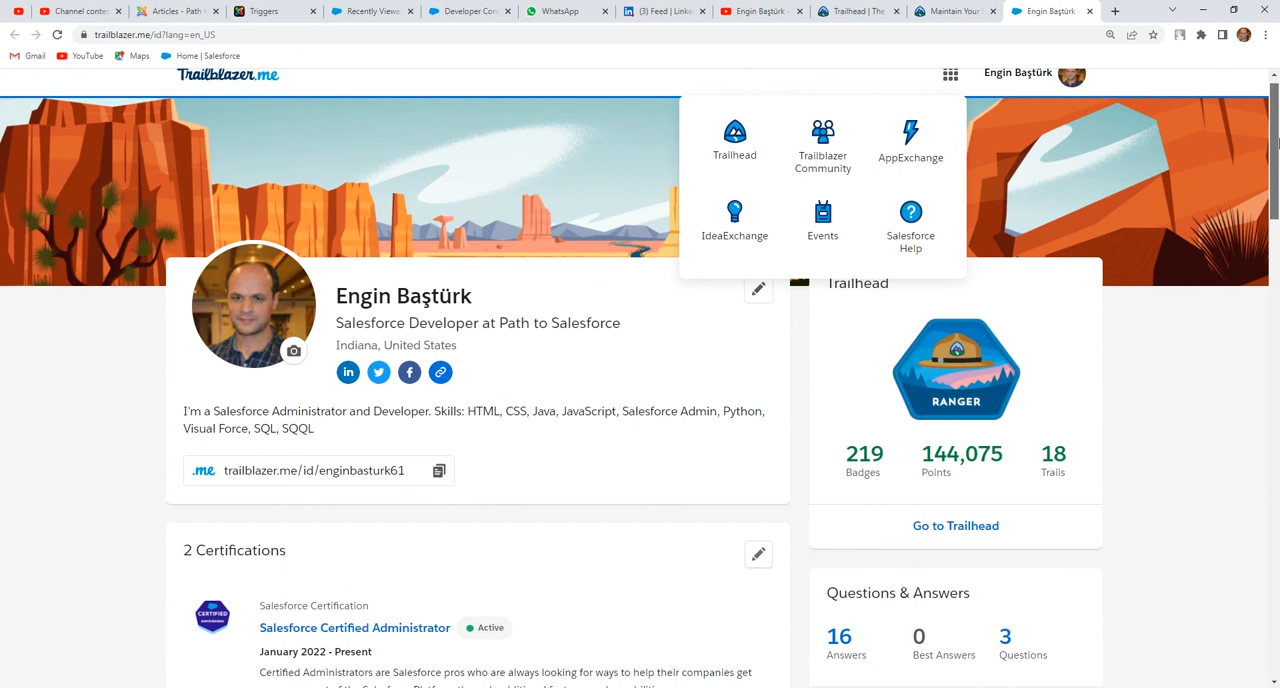 Channel conten
Articles - Path
Triggers
Recently Viewe
Developer Con
WhatsApp
(3) Feed | Linke
Engin Baştürk -
Trailhead | The
Maintain Your S
Engin Baştürk
trailblazer.me/id?lang=en_US
Gmail
YouTube
Maps
Home | Salesforce
Trailblazer.me
Engin Baştürk
Trailhead
Trailblazer
Community
AppExchange
IdeaExchange
Events
Salesforce
Help
Engin Baştürk
Salesforce Developer at Path to Salesforce
Indiana, United States
in
f
I'm a Salesforce Administrator and Developer. Skills: HTML, CSS, Java, JavaScript, Salesforce Admin, Python,
Visual Force, SQL, SQQL
.me trailblazer.me/id/enginbasturk61
2 Certifications
CERTIFIED
Administrator
Salesforce Certification
Salesforce Certified Administrator
Active
January 2022 - Present
Certified Administrators are Salesforce pros who are always looking for ways to help their companies get
Trailhead
RANGER
219
Badges
144,075
Points
18
Trails
Go to Trailhead
Questions & Answers
16
Answers
0
Best Answers
3
Questions